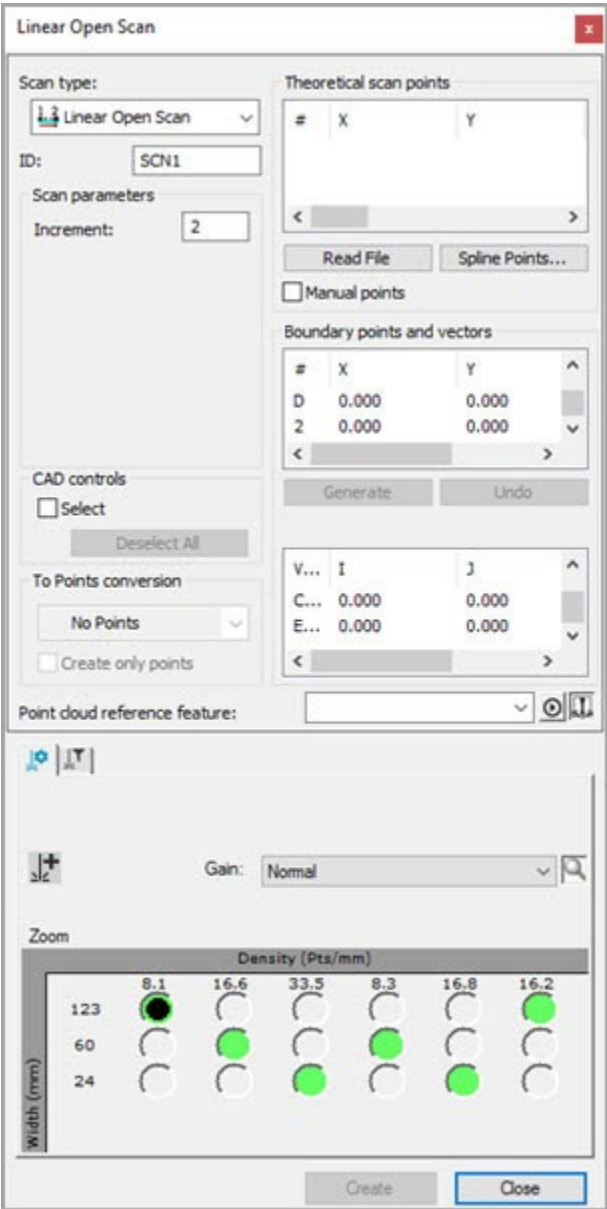 Linear Open Scan
x
Scan type:
Linear Open Scan
ID: SCN1
Scan parameters
Increment: 2
CAD controls
Select
Deselect All
To Points conversion
No Points
Create only points
Theoretical scan points
# X Y
Read File Spline Points...
Manual points
Boundary points and vectors
# X Y
D 0.000 0.000
2 0.000 0.000
Generate Undo
V... I J
C... 0.000 0.000
E... 0.000 0.000
Point cloud reference feature:
Gain: Normal
Zoom
Density (Pts/mm)
8.1 16.6 33.5 8.3 16.8 16.2
Width (mm)
123
60
24
Create Close